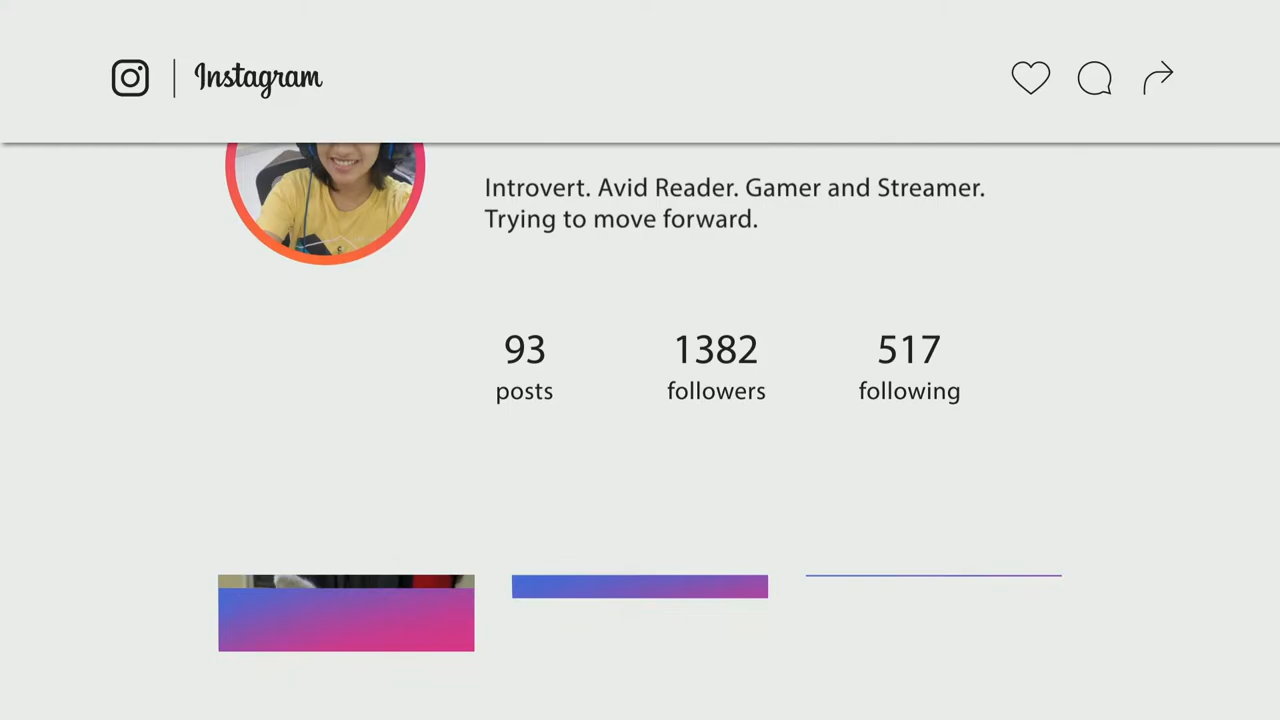 Instagram
Introvert. Avid Reader. Gamer and Streamer.
Trying to move forward.
93 1382 517
posts followers following